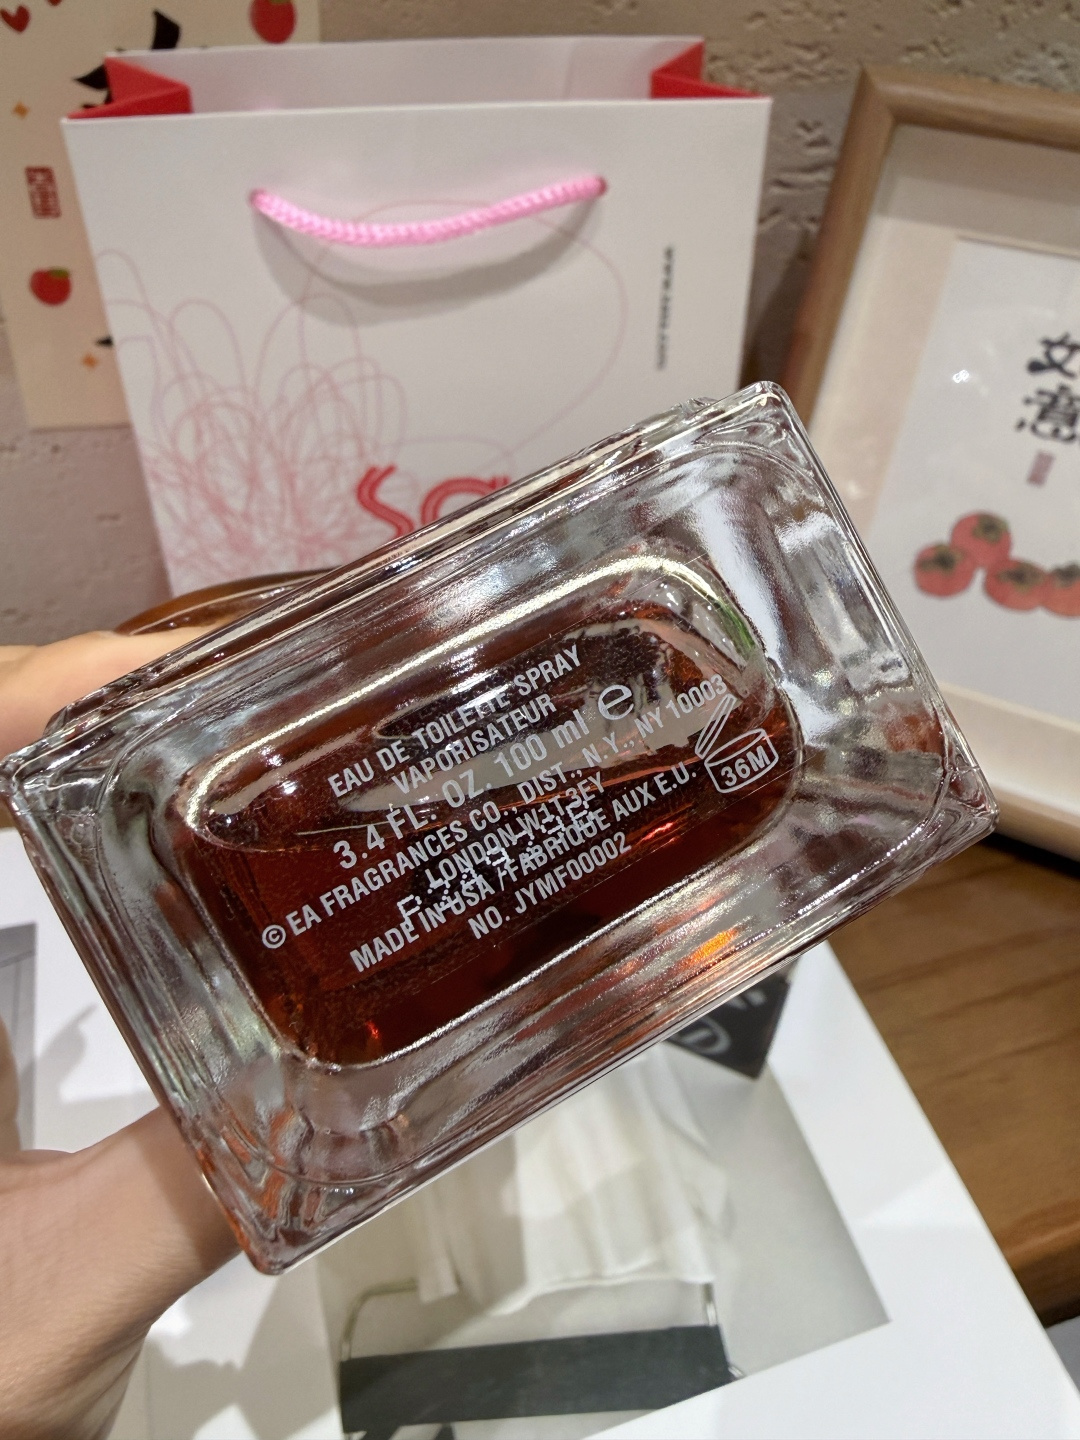 EAU DE TOILETTE SPRAY
VAPORISATEUR
3.4 FL. OZ. 100 ml e
© EA FRAGRANCES CO., DIST., N.Y., NY 10003
LONDON W1T 3EY
MADE IN USA / FABRIQUÉ AUX E.U.
NO. JYMF00002
36M